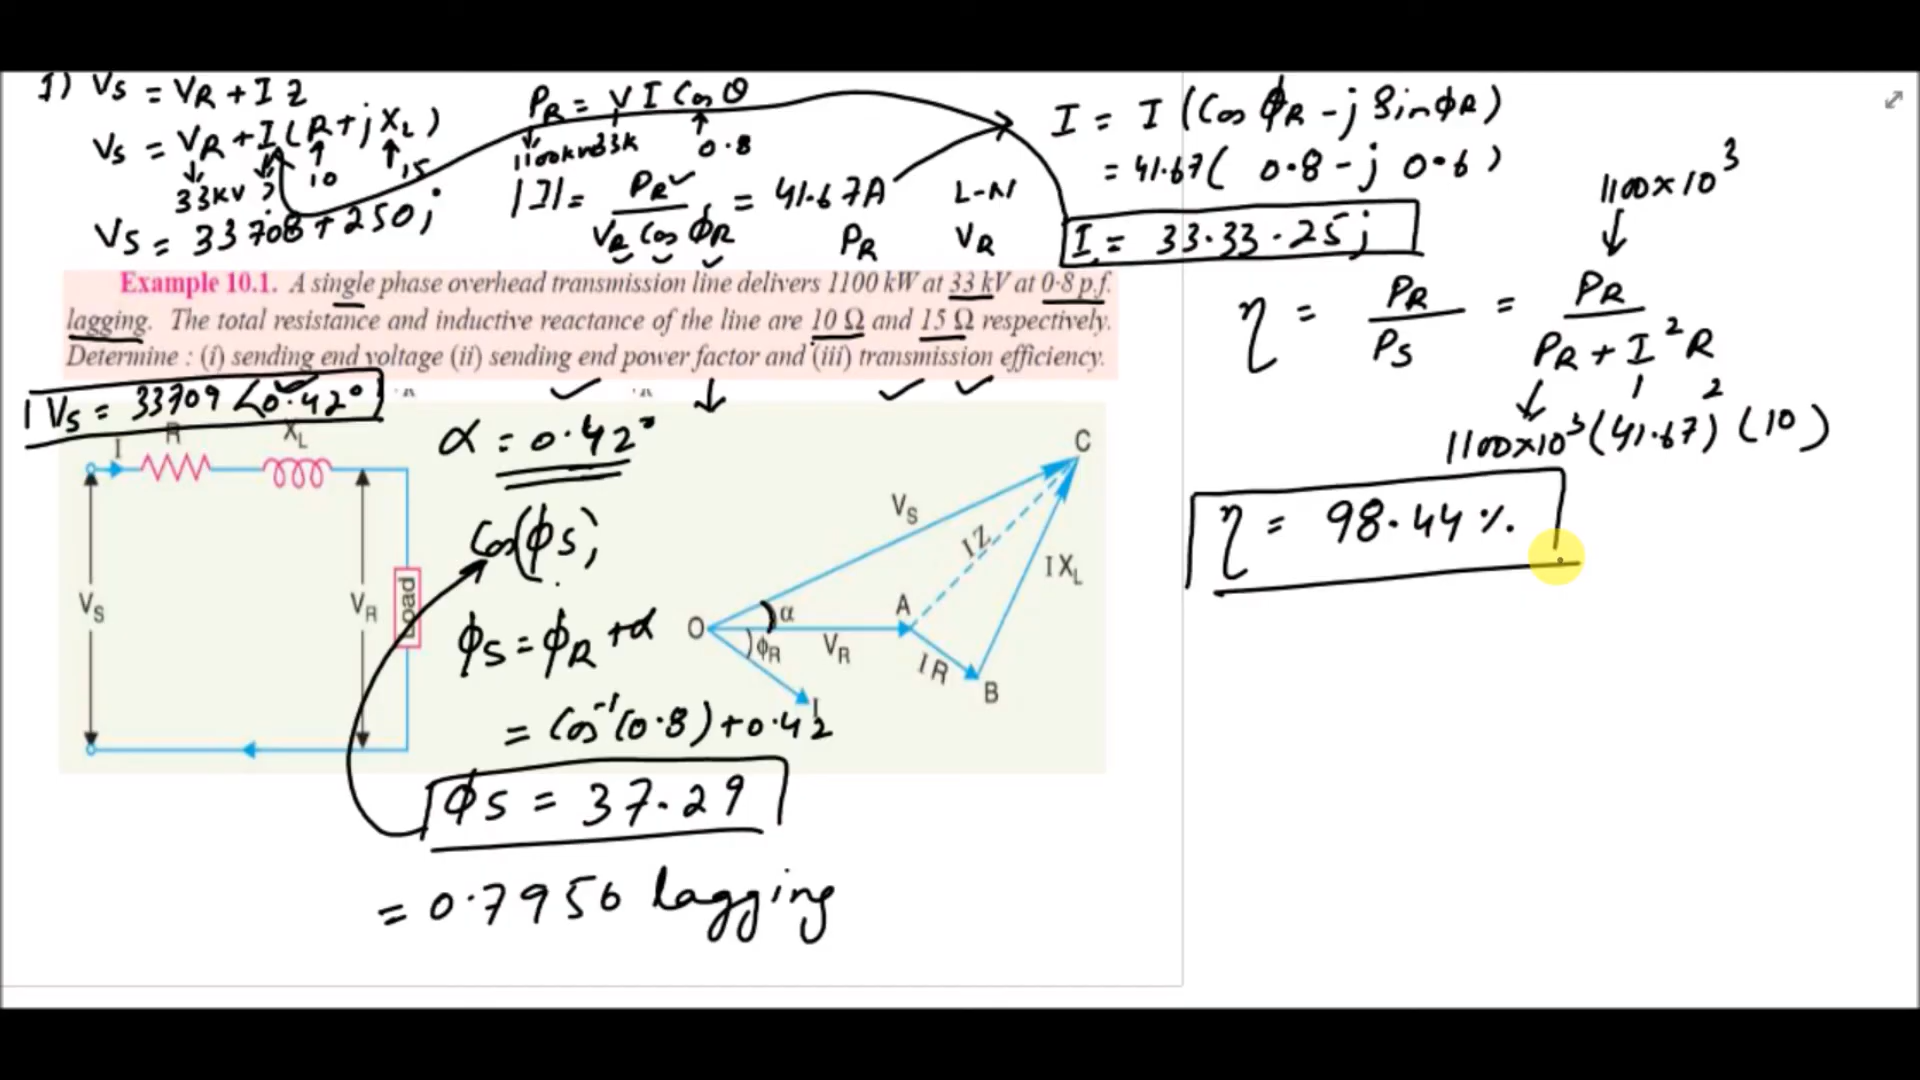 I) VS = VR + I Z
VS = VR + I (R + j XL)
33KV ? 10 15
VS = 33708 + 250j
PR = V I Cos θ
1100kw 33k 0.8
|I| = PR / VR Cos ϕR = 41.67A
L-N
PR VR
I = I (Cos ϕR - j Sin ϕR)
= 41.67 ( 0.8 - j 0.6 )
I = 33.33 - 25j
Example 10.1. A single phase overhead transmission line delivers 1100 kW at 33 kV at 0·8 p.f.
lagging. The total resistance and inductive reactance of the line are 10 Ω and 15 Ω respectively.
Determine : (i) sending end voltage (ii) sending end power factor and (iii) transmission efficiency.
1100×10³
η = PR / PS = PR / PR + I²R
1100×10³ (41.67)² (10)
η = 98.44 %
VS = 33709 ∠0.42°
I R XL
VS VR Load
α = 0.42°
Cos(ϕS)
ϕS = ϕR + α
= Cos⁻¹(0.8) + 0.42
ϕS = 37.29
= 0.7956 lagging
C
VS
IZ
I XL
O α A
ϕR VR
I R B
I